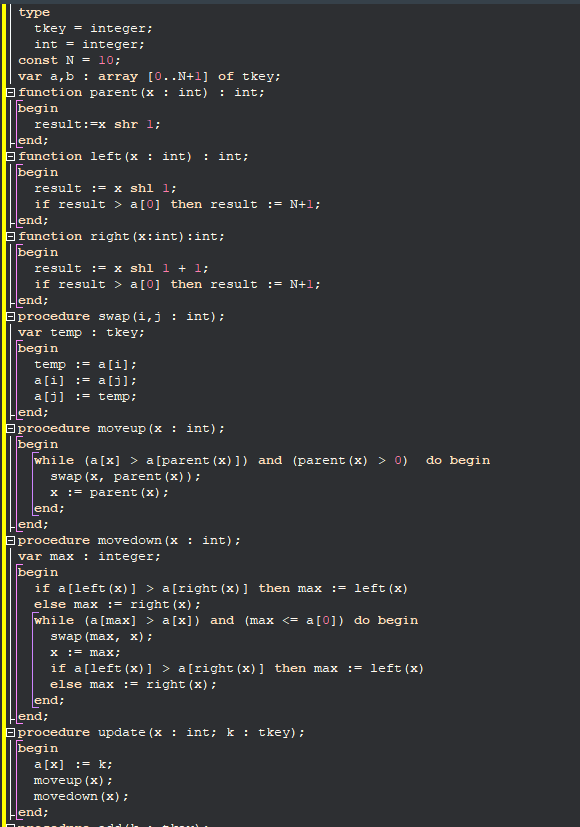 type
  tkey = integer;
  int = integer;
const N = 10;
var a,b : array [0..N+1] of tkey;
function parent(x : int) : int;
begin
  result:=x shr 1;
end;
function left(x : int) : int;
begin
  result := x shl 1;
  if result > a[0] then result := N+1;
end;
function right(x:int):int;
begin
  result := x shl 1 + 1;
  if result > a[0] then result := N+1;
end;
procedure swap(i,j : int);
var temp : tkey;
begin
  temp := a[i];
  a[i] := a[j];
  a[j] := temp;
end;
procedure moveup(x : int);
begin
  while (a[x] > a[parent(x)]) and (parent(x) > 0)  do begin
    swap(x, parent(x));
    x := parent(x);
  end;
end;
procedure movedown(x : int);
var max : integer;
begin
  if a[left(x)] > a[right(x)] then max := left(x)
  else max := right(x);
  while (a[max] > a[x]) and (max <= a[0]) do begin
    swap(max, x);
    x := max;
    if a[left(x)] > a[right(x)] then max := left(x)
    else max := right(x);
  end;
end;
procedure update(x : int; k : tkey);
begin
  a[x] := k;
  moveup(x);
  movedown(x);
end;